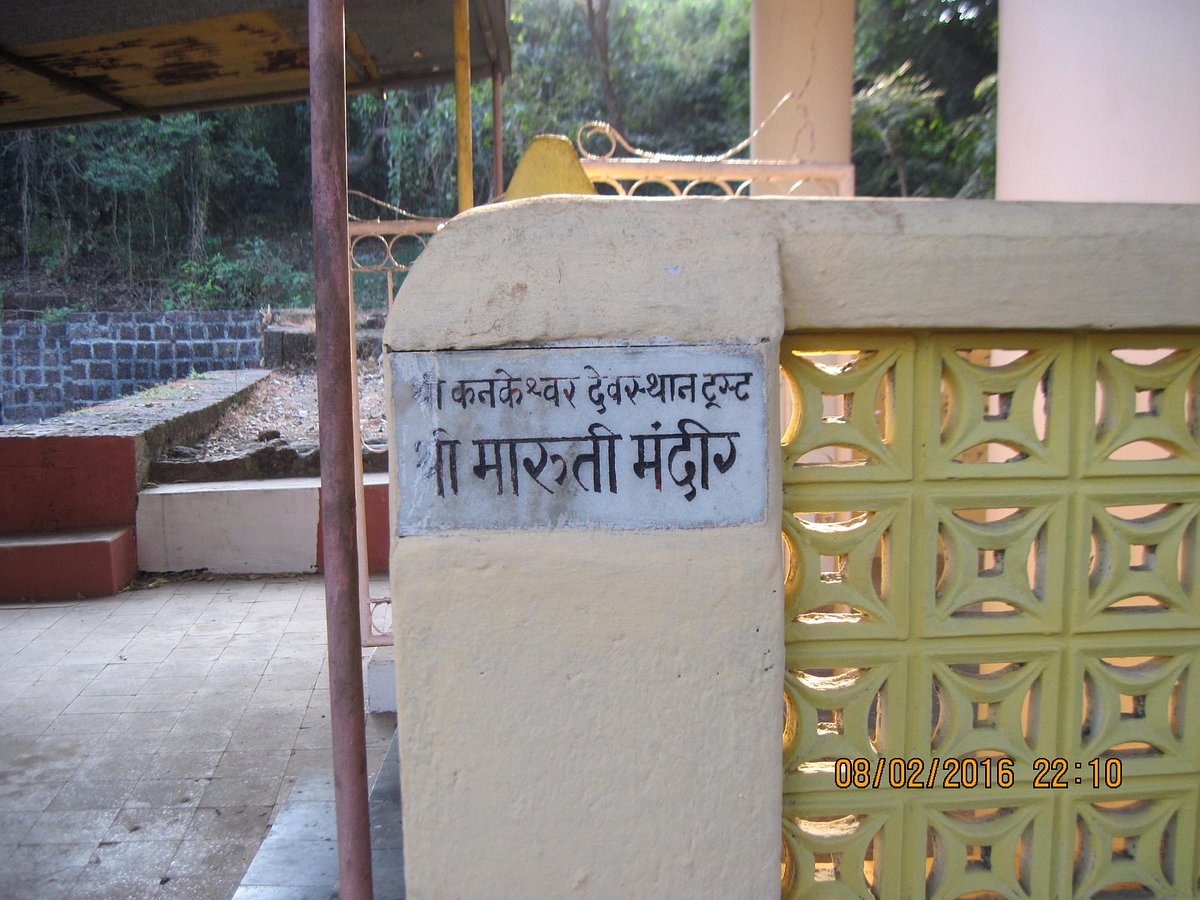 श्री कनकेश्वर देवस्थान ट्रस्ट
श्री मारुती मंदीर
08/02/2016 22:10